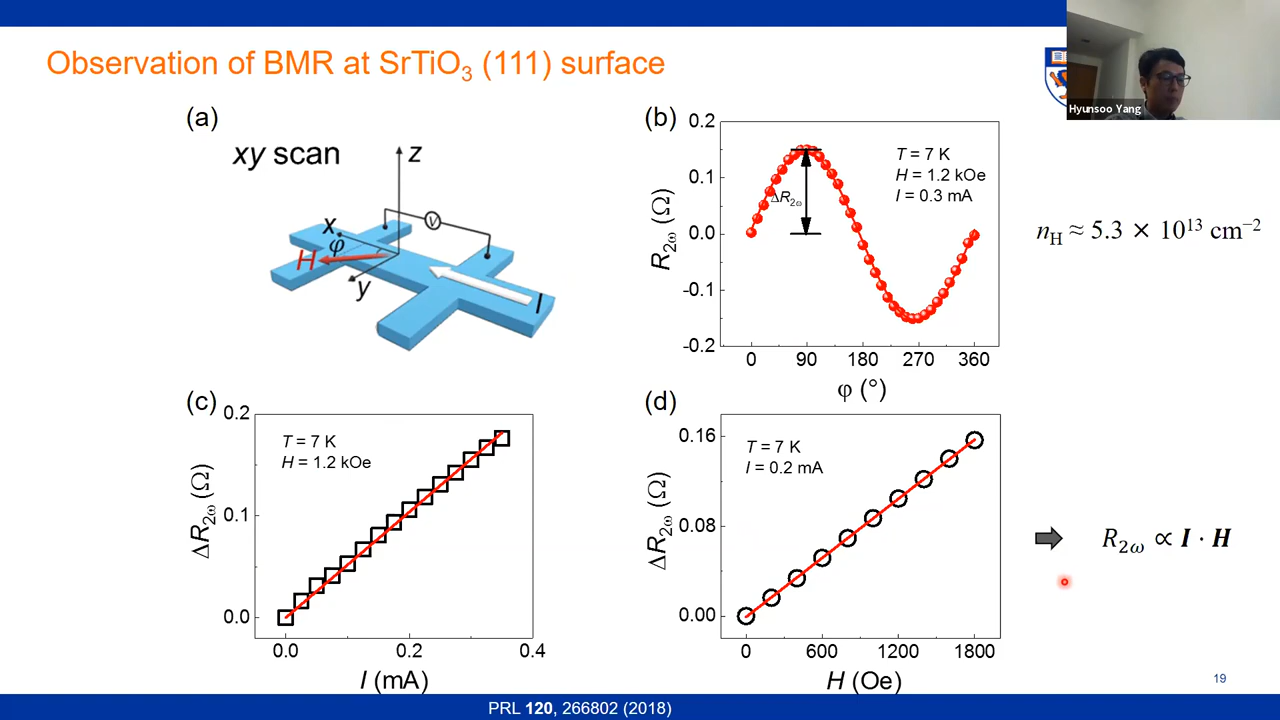 Observation of BMR at SrTiO₃ (111) surface
Hyunsoo Yang
(a)
xy scan
z
V
x
φ
H
y
I
(b)
0.2
0.1
0.0
-0.1
-0.2
R₂ω (Ω)
ΔR₂ω
T = 7 K
H = 1.2 kOe
I = 0.3 mA
0 90 180 270 360
φ (°)
n_H ≈ 5.3 × 10¹³ cm⁻²
(c)
0.2
0.1
0.0
ΔR₂ω (Ω)
T = 7 K
H = 1.2 kOe
0.0 0.2 0.4
I (mA)
(d)
0.16
0.08
0.00
ΔR₂ω (Ω)
T = 7 K
I = 0.2 mA
0 600 1200 1800
H (Oe)
R₂ω ∝ I · H
19
PRL 120, 266802 (2018)